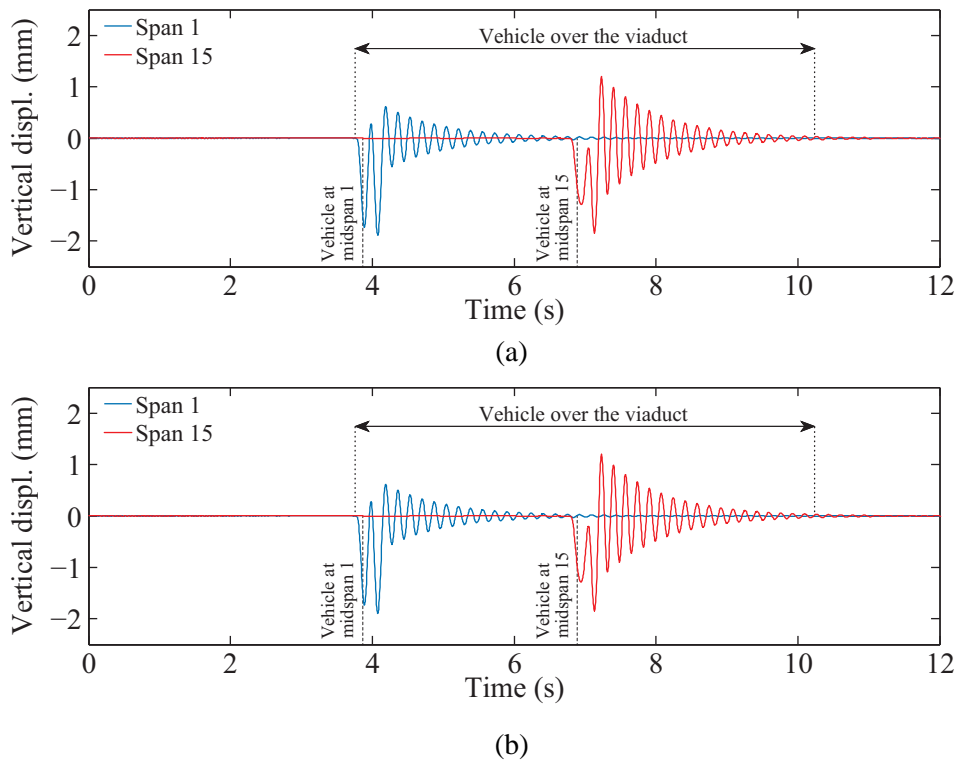 Span 1
Span 15
Vehicle over the viaduct
Vertical displ. (mm)
2
1
0
−1
−2
Vehicle at
midspan 1
Vehicle at
midspan 15
0 2 4 6 8 10 12
Time (s)
(a)
Span 1
Span 15
Vehicle over the viaduct
Vertical displ. (mm)
2
1
0
−1
−2
Vehicle at
midspan 1
Vehicle at
midspan 15
0 2 4 6 8 10 12
Time (s)
(b)